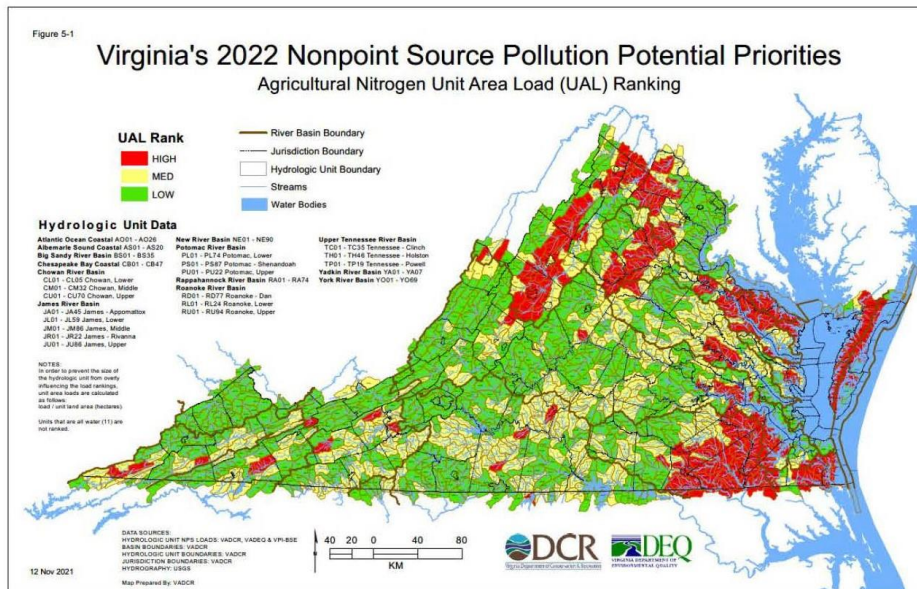 Figure 5-1
Virginia's 2022 Nonpoint Source Pollution Potential Priorities
Agricultural Nitrogen Unit Area Load (UAL) Ranking
UAL Rank
HIGH
MED
LOW
River Basin Boundary
Jurisdiction Boundary
Hydrologic Unit Boundary
Streams
Water Bodies
Hydrologic Unit Data
Atlantic Ocean Coastal AO01 - AO26
Albemarle Sound Coastal AS01 - AS20
Big Sandy River Basin BS01 - BS35
Chesapeake Bay Coastal CB01 - CB47
Chowan River Basin
CL01 - CL05 Chowan, Lower
CM01 - CM32 Chowan, Middle
CU01 - CU70 Chowan, Upper
James River Basin
JA01 - JA45 James - Appomattox
JL01 - JL59 James, Lower
JM01 - JM86 James, Middle
JR01 - JR22 James - Rivanna
JU01 - JU86 James, Upper
New River Basin NE01 - NE90
Potomac River Basin
PL01 - PL74 Potomac, Lower
PS01 - PS87 Potomac - Shenandoah
PU01 - PU22 Potomac, Upper
Rappahannock River Basin RA01 - RA74
Roanoke River Basin
RD01 - RD77 Roanoke - Dan
RL01 - RL24 Roanoke, Lower
RU01 - RU94 Roanoke, Upper
Upper Tennessee River Basin
TC01 - TC35 Tennessee - Clinch
TH01 - TH46 Tennessee - Holston
TP01 - TP19 Tennessee - Powell
Yadkin River Basin YA01 - YA07
York River Basin YO01 - YO69
NOTES:
In order to prevent the size of
the hydrologic unit from overly
influencing the load rankings,
unit area loads are calculated
as follows:
load / unit land area (hectares).
Units that are all water (11) are
not ranked.
DATA SOURCES:
HYDROLOGIC UNIT NPS LOADS: VADCR, VADEQ & VPI-BSE
BASIN BOUNDARIES: VADCR
HYDROLOGIC UNIT BOUNDARIES: VADCR
JURISDICTION BOUNDARIES: VADCR
HYDROGRAPHY: USGS
Map Prepared By: VADCR
12 Nov 2021
40 20 0 40 80
KM
DCR
Virginia Department of Conservation & Recreation
DEQ
VIRGINIA DEPARTMENT OF
ENVIRONMENTAL QUALITY